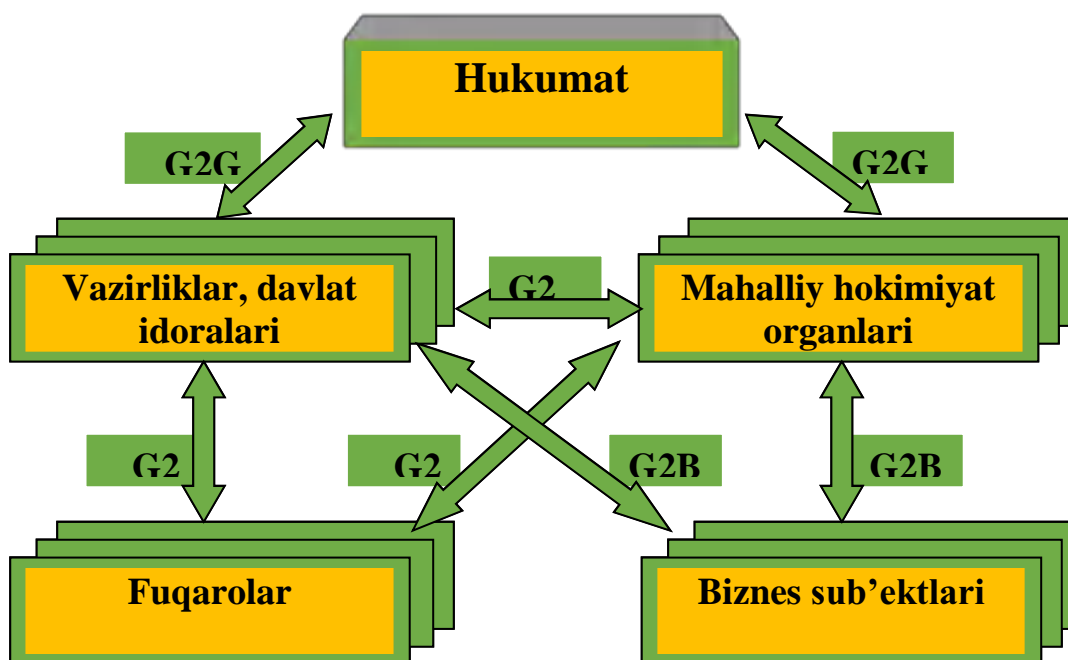 Hukumat
G2G
G2G
Vazirliklar, davlat
idoralari
G2
Mahalliy hokimiyat
organlari
G2
G2
G2B
G2B
Fuqarolar
Biznes sub’ektlari